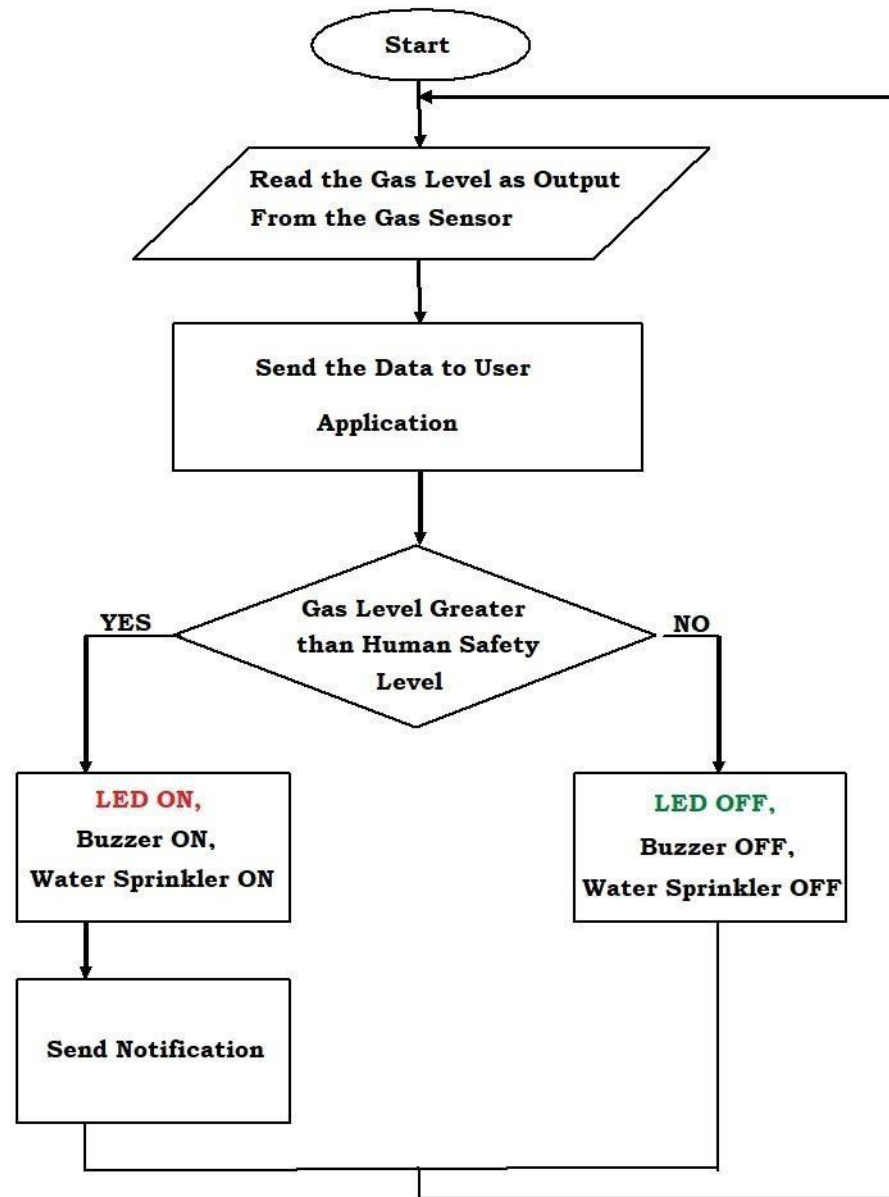 Start
Read the Gas Level as Output
From the Gas Sensor
Send the Data to User
Application
Gas Level Greater
than Human Safety
Level
YES
NO
LED ON,
Buzzer ON,
Water Sprinkler ON
LED OFF,
Buzzer OFF,
Water Sprinkler OFF
Send Notification